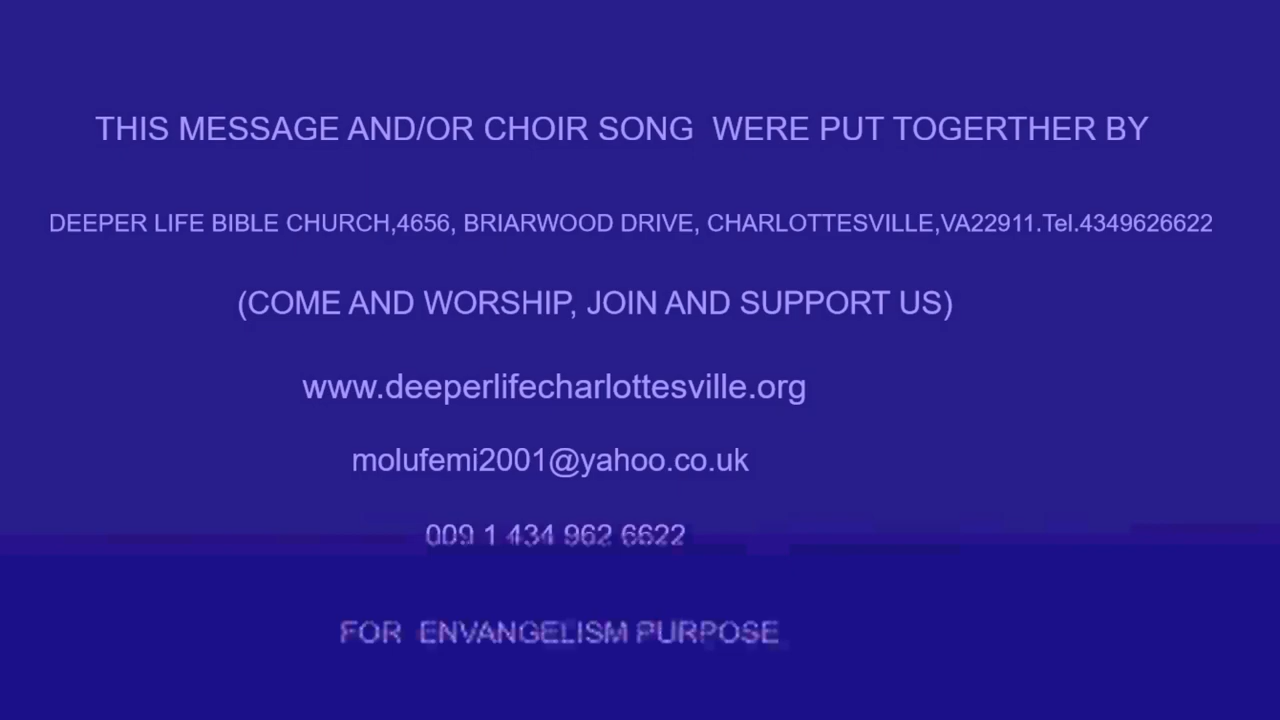 THIS MESSAGE AND/OR CHOIR SONG  WERE PUT TOGERTHER BY
DEEPER LIFE BIBLE CHURCH,4656, BRIARWOOD DRIVE, CHARLOTTESVILLE,VA22911.Tel.4349626622
(COME AND WORSHIP, JOIN AND SUPPORT US)
www.deeperlifecharlottesville.org
molufemi2001@yahoo.co.uk
009 1 434 962 6622
FOR  ENVANGELISM PURPOSE